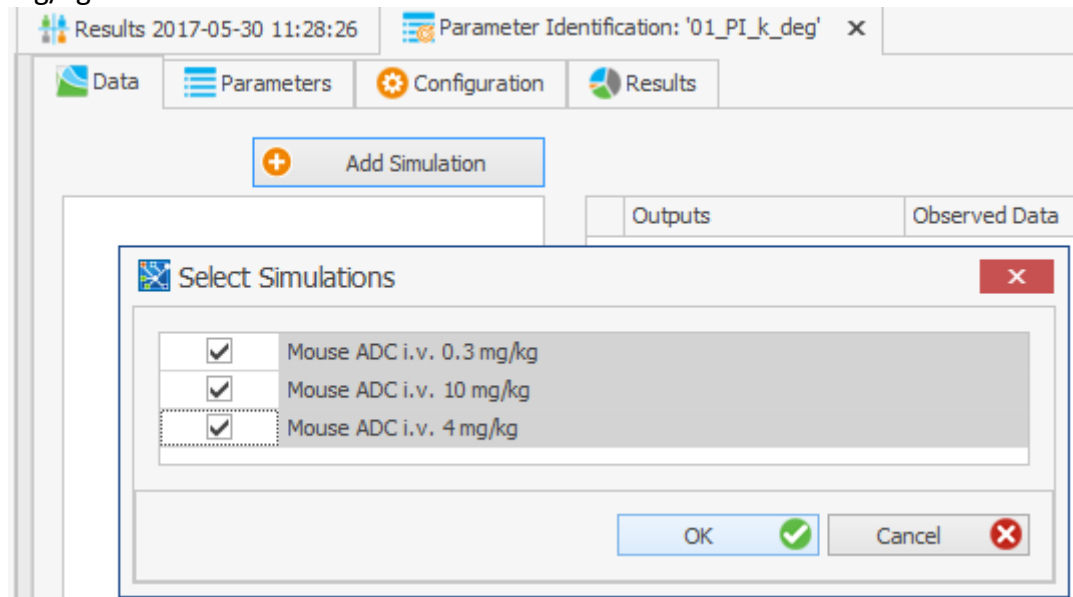 Results 2017-05-30 11:28:26 Parameter Identification: '01_PI_k_deg' x
Data Parameters Configuration Results
Add Simulation
Outputs Observed Data
Select Simulations
Mouse ADC i.v. 0.3 mg/kg
Mouse ADC i.v. 10 mg/kg
Mouse ADC i.v. 4 mg/kg
OK Cancel